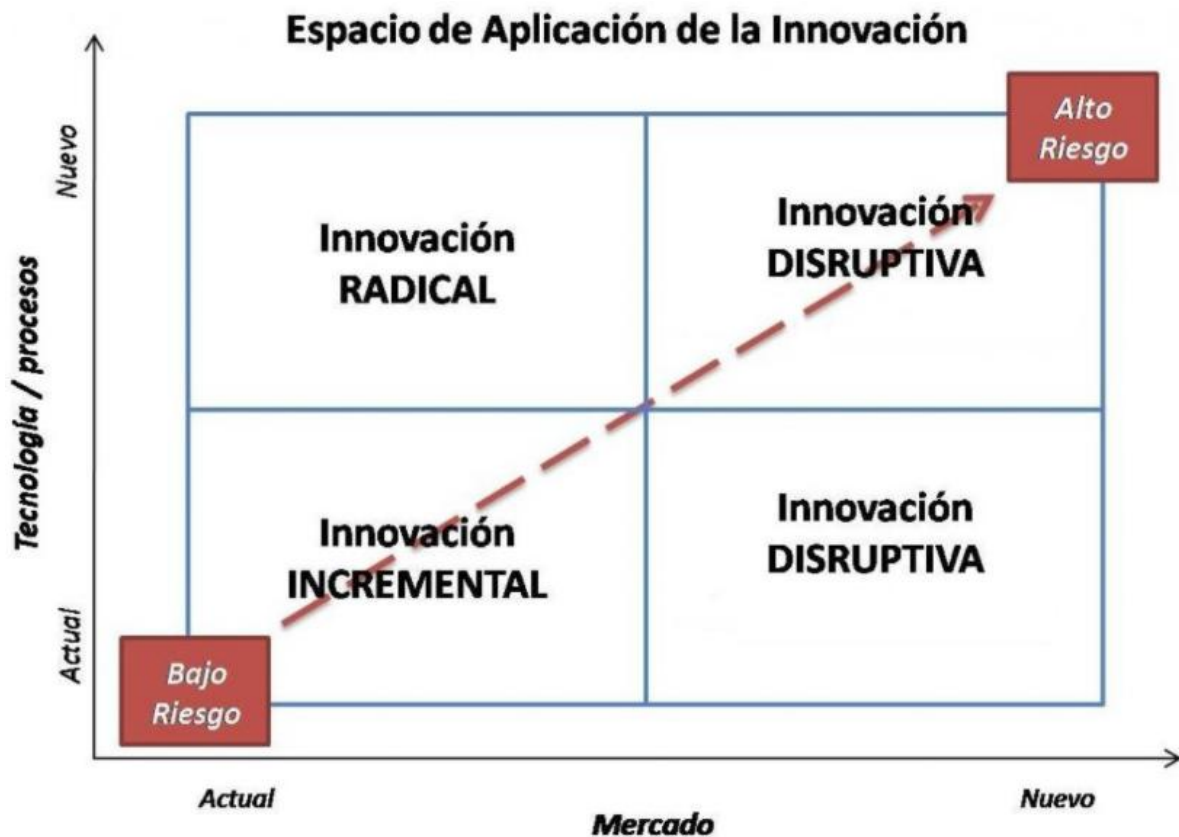 Espacio de Aplicación de la Innovación
Alto
Riesgo
Nuevo
Innovación
RADICAL
Innovación
DISRUPTIVA
Tecnología / procesos
Innovación
INCREMENTAL
Innovación
DISRUPTIVA
Actual
Bajo
Riesgo
Actual
Nuevo
Mercado